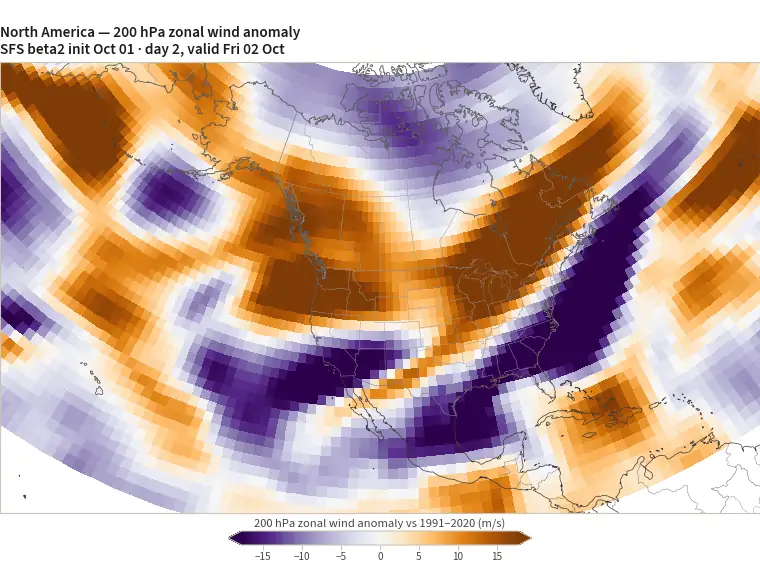 North America — 200 hPa zonal wind anomaly
SFS beta2 init Oct 01 · day 2, valid Fri 02 Oct
200 hPa zonal wind anomaly vs 1991–2020 (m/s)
−15 −10 −5 0 5 10 15